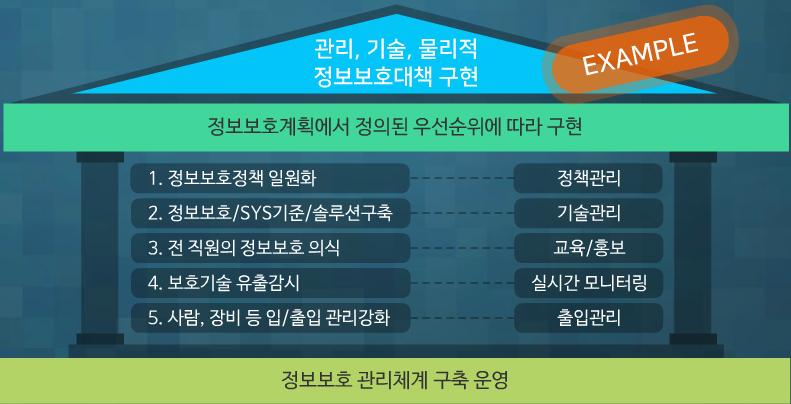 관리, 기술, 물리적
정보보호대책 구현
EXAMPLE
정보보호계획에서 정의된 우선순위에 따라 구현
1. 정보보호정책 일원화
정책관리
2. 정보보호/SYS기준/솔루션구축
기술관리
3. 전 직원의 정보보호 의식
교육/홍보
4. 보호기술 유출감시
실시간 모니터링
5. 사람, 장비 등 입/출입 관리강화
출입관리
정보보호 관리체계 구축 운영